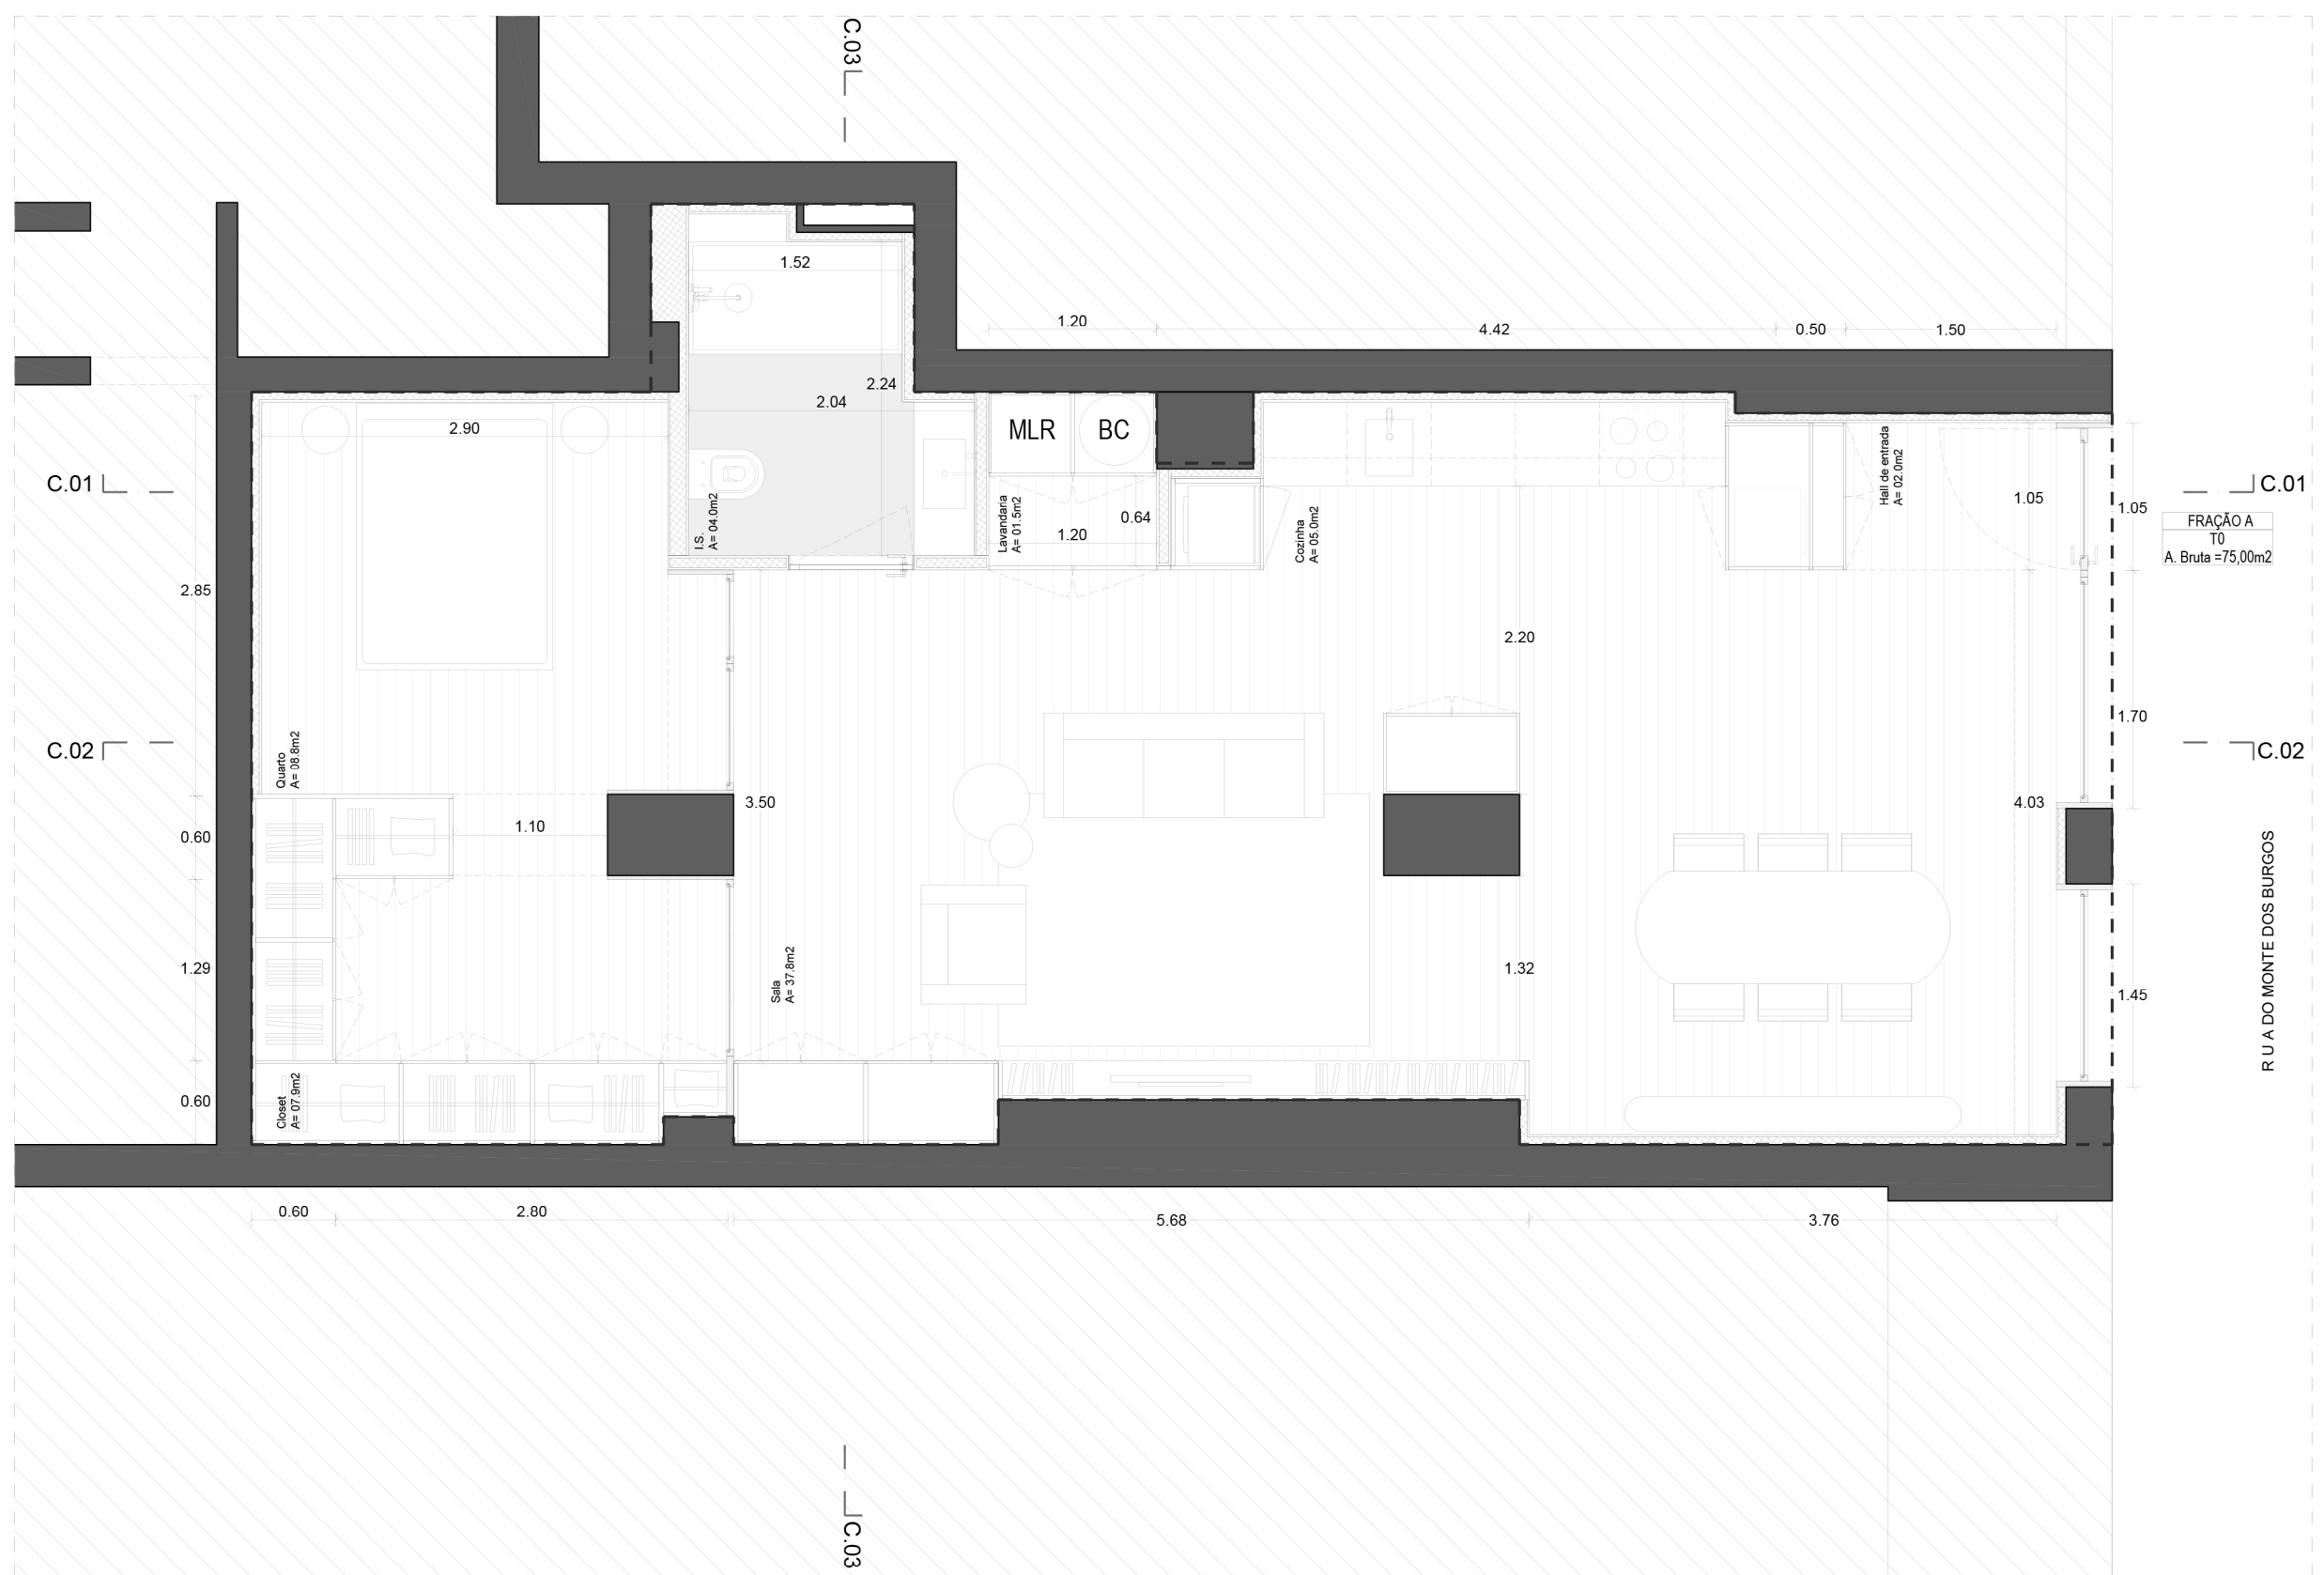 C.03
1.20
4.42
0.50
1.50
1.52
2.24
2.04
2.90
MLR
BC
C.01
C.01
I.S.
A= 04.0m2
Lavandaria
A= 01.5m2
0.64
1.20
Cozinha
A= 05.0m2
Hall de entrada
A= 02.0m2
1.05
1.05
FRAÇÃO A
T0
A. Bruta =75,00m2
2.85
2.20
1.70
C.02
C.02
Quarto
A= 08.8m2
3.50
4.03
0.60
1.10
R U A DO MONTE DOS BURGOS
1.29
Sala
A= 37.8m2
1.32
1.45
0.60
Closet
A= 07.9m2
0.60
2.80
5.68
3.76
C.03